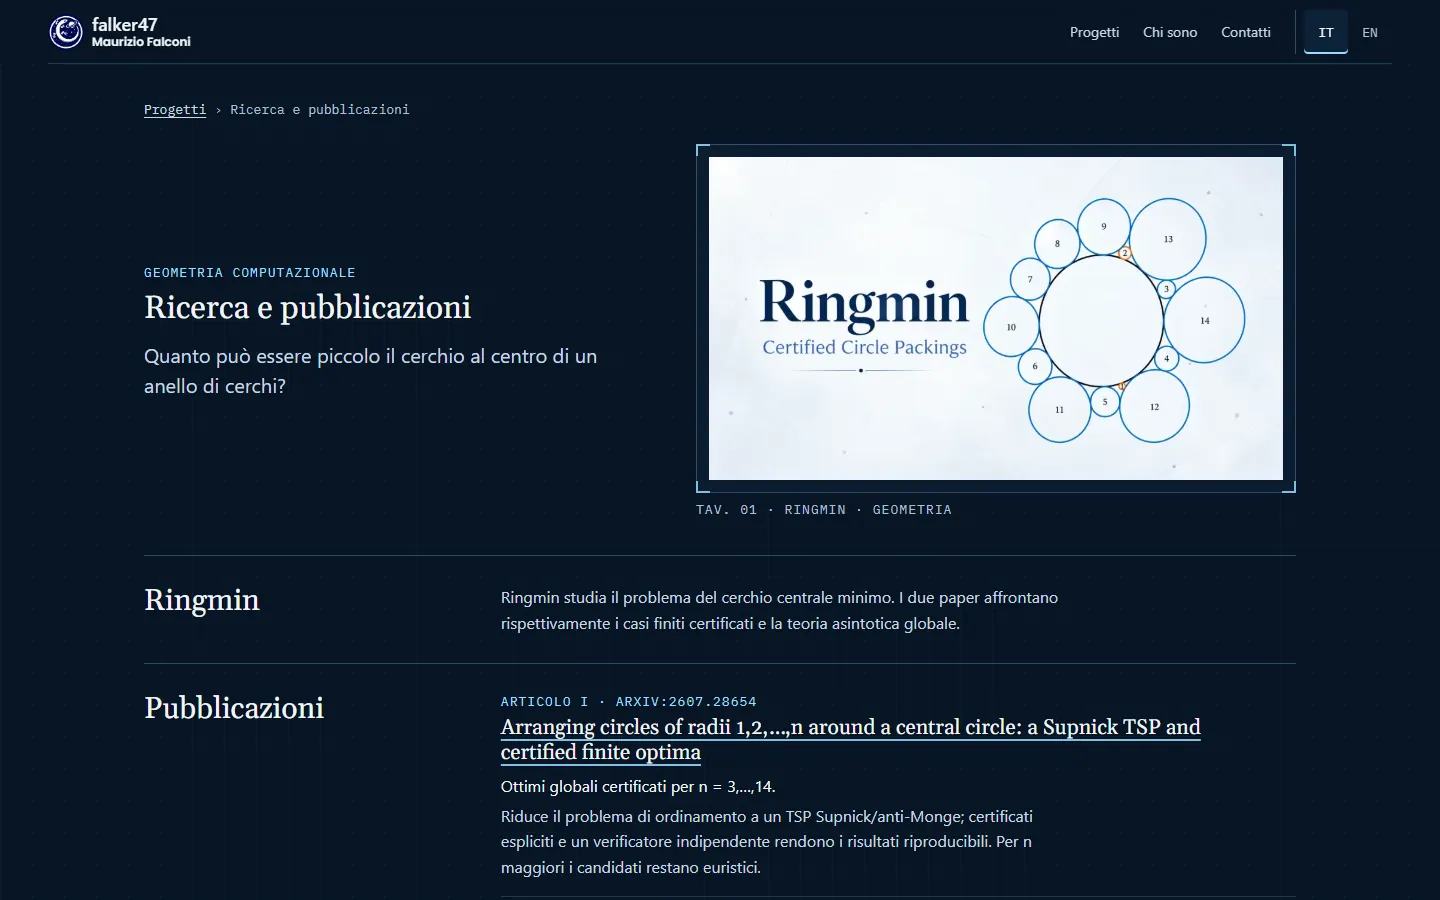 falker47
Maurizio Falconi
Progetti
Chi sono
Contatti
IT
EN
Progetti › Ricerca e pubblicazioni
GEOMETRIA COMPUTAZIONALE
Ricerca e pubblicazioni
Quanto può essere piccolo il cerchio al centro di un
anello di cerchi?
Ringmin
Certified Circle Packings
9
13
8
2
7
3
10
14
4
6
1
5
11
12
TAV. 01 · RINGMIN · GEOMETRIA
Ringmin
Ringmin studia il problema del cerchio centrale minimo. I due paper affrontano
rispettivamente i casi finiti certificati e la teoria asintotica globale.
Pubblicazioni
ARTICOLO I · ARXIV:2607.28654
Arranging circles of radii 1,2,...,n around a central circle: a Supnick TSP and
certified finite optima
Ottimi globali certificati per n = 3,...,14.
Riduce il problema di ordinamento a un TSP Supnick/anti-Monge; certificati
espliciti e un verificatore indipendente rendono i risultati riproducibili. Per n
maggiori i candidati restano euristici.